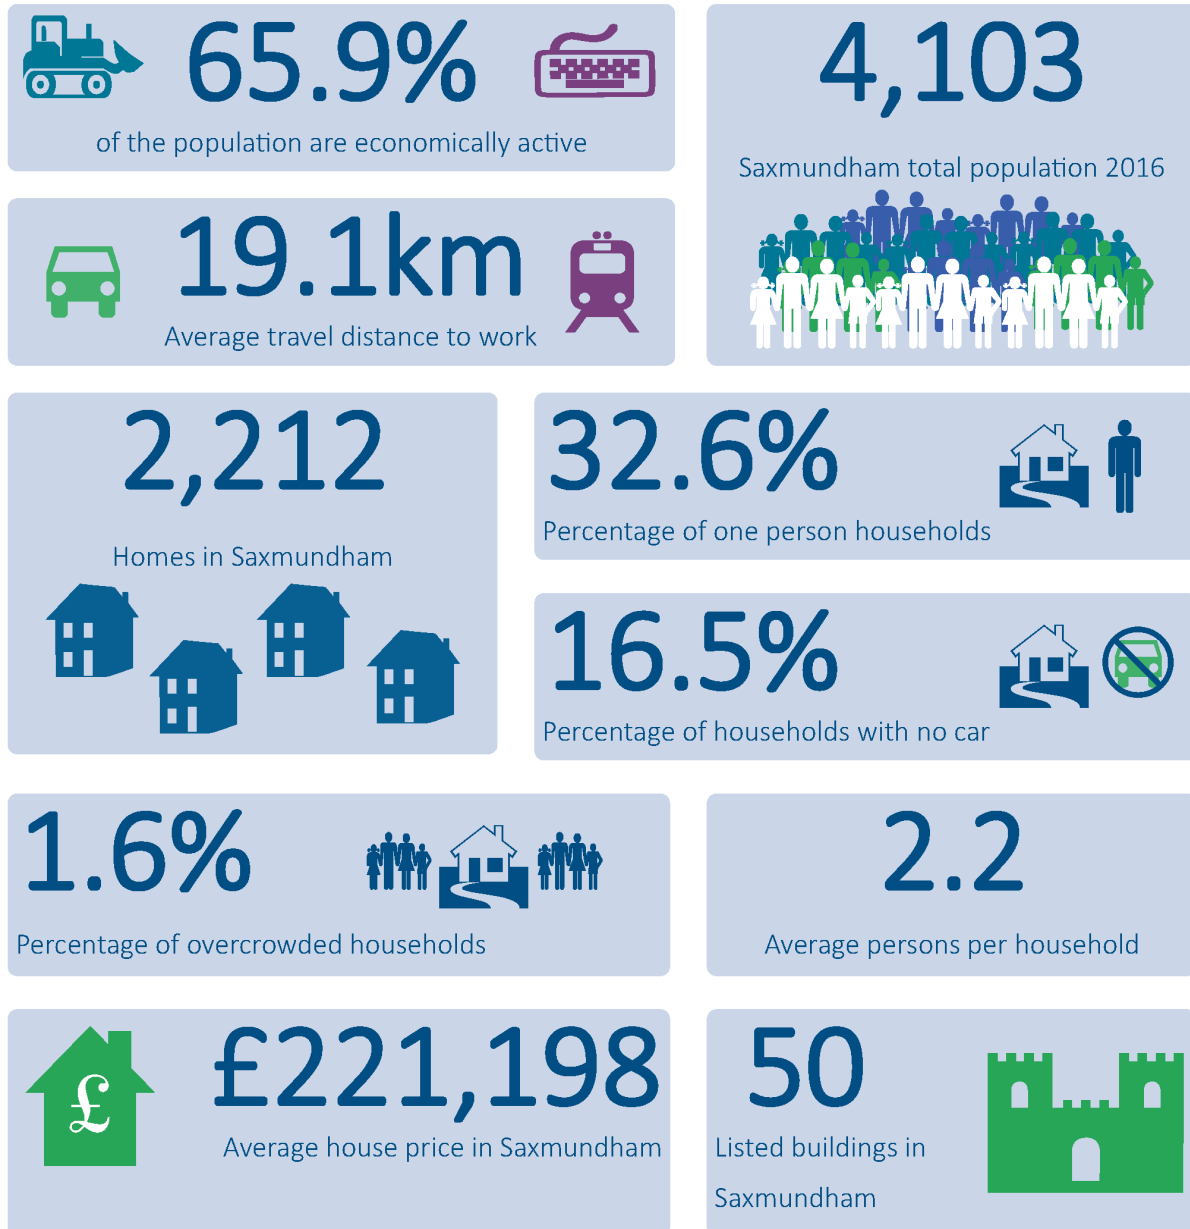 65.9%
of the population are economically active
4,103
Saxmundham total population 2016
19.1km
Average travel distance to work
2,212
Homes in Saxmundham
32.6%
Percentage of one person households
16.5%
Percentage of households with no car
1.6%
Percentage of overcrowded households
2.2
Average persons per household
£
£221,198
Average house price in Saxmundham
50
Listed buildings in
Saxmundham